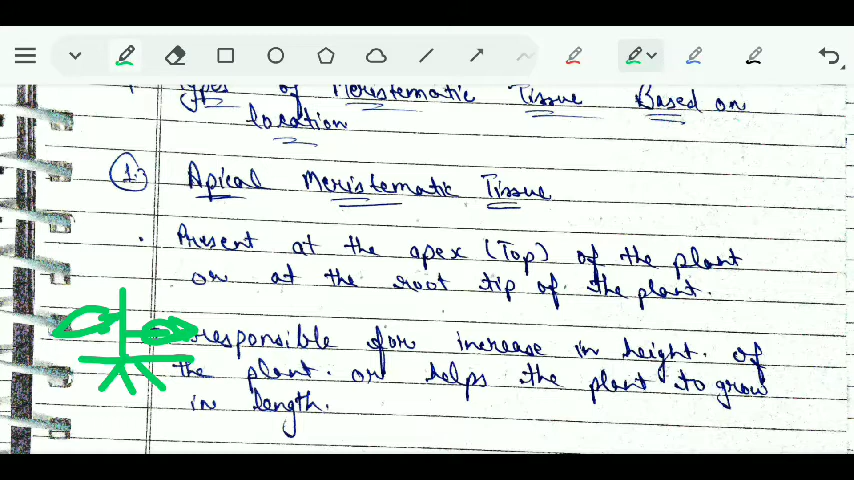 Types of Meristematic Tissue Based on
location
1. Apical Meristematic Tissue
. Present at the apex (Top) of the plant
or at the root tip of the plant.
responsible for increase in height. of
the plant. or helps the plant to grow
in length.